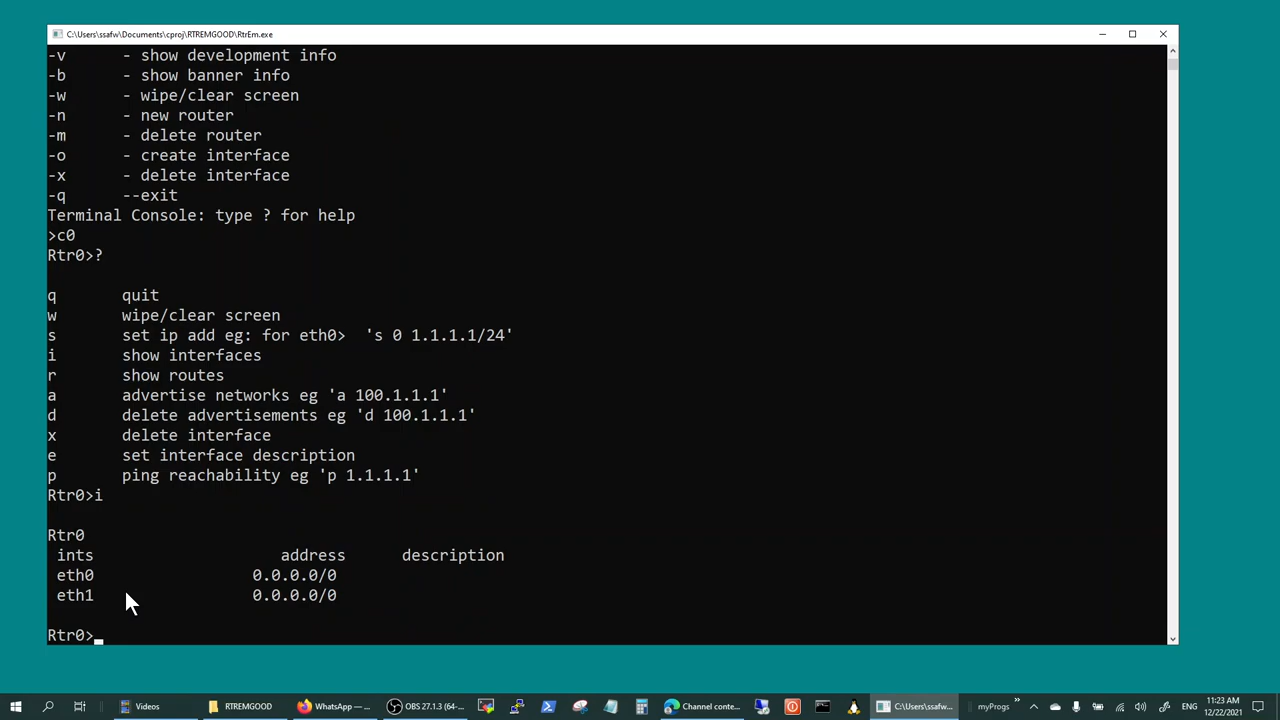 C:\Users\ssafw\Documents\cproj\RTREMGOOD\RtrEm.exe
-v - show development info
-b - show banner info
-w - wipe/clear screen
-n - new router
-m - delete router
-o - create interface
-x - delete interface
-q --exit
Terminal Console: type ? for help
>c0
Rtr0>?
q quit
w wipe/clear screen
s set ip add eg: for eth0> 's 0 1.1.1.1/24'
i show interfaces
r show routes
a advertise networks eg 'a 100.1.1.1'
d delete advertisements eg 'd 100.1.1.1'
x delete interface
e set interface description
p ping reachability eg 'p 1.1.1.1'
Rtr0>i
Rtr0
ints address description
eth0 0.0.0.0/0
eth1 0.0.0.0/0
Rtr0>
Videos RTREMGOOD WhatsApp — ... OBS 27.1.3 (64-... Channel conte... C:\Users\ssafw... myProgs » ENG 11:23 AM
12/22/2021